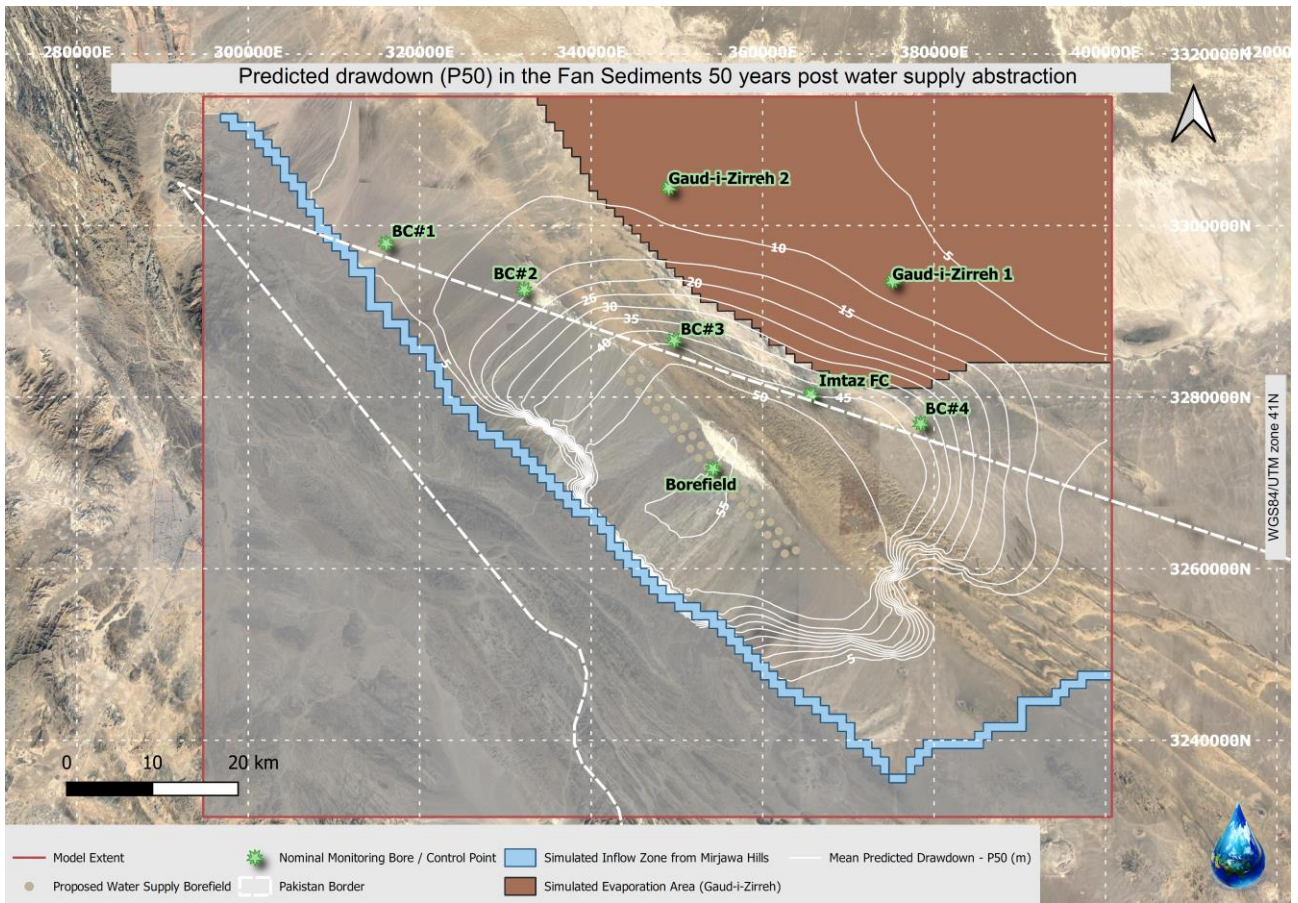 280000E 300000E 320000E 340000E 360000E 380000E 400000E 420000E
3320000N
Predicted drawdown (P50) in the Fan Sediments 50 years post water supply abstraction
Gaud-i-Zirreh 2
3300000N
BC#1
10
5
BC#2
20
Gaud-i-Zirreh 1
25
15
30
35
BC#3
40
5
Imtaz FC
50
45
3280000N
BC#4
WGS84/UTM zone 41N
Borefield
55
3260000N
5
5
3240000N
0 10 20 km
Model Extent
Nominal Monitoring Bore / Control Point
Simulated Inflow Zone from Mirjawa Hills
Mean Predicted Drawdown - P50 (m)
Proposed Water Supply Borefield
Pakistan Border
Simulated Evaporation Area (Gaud-i-Zirreh)